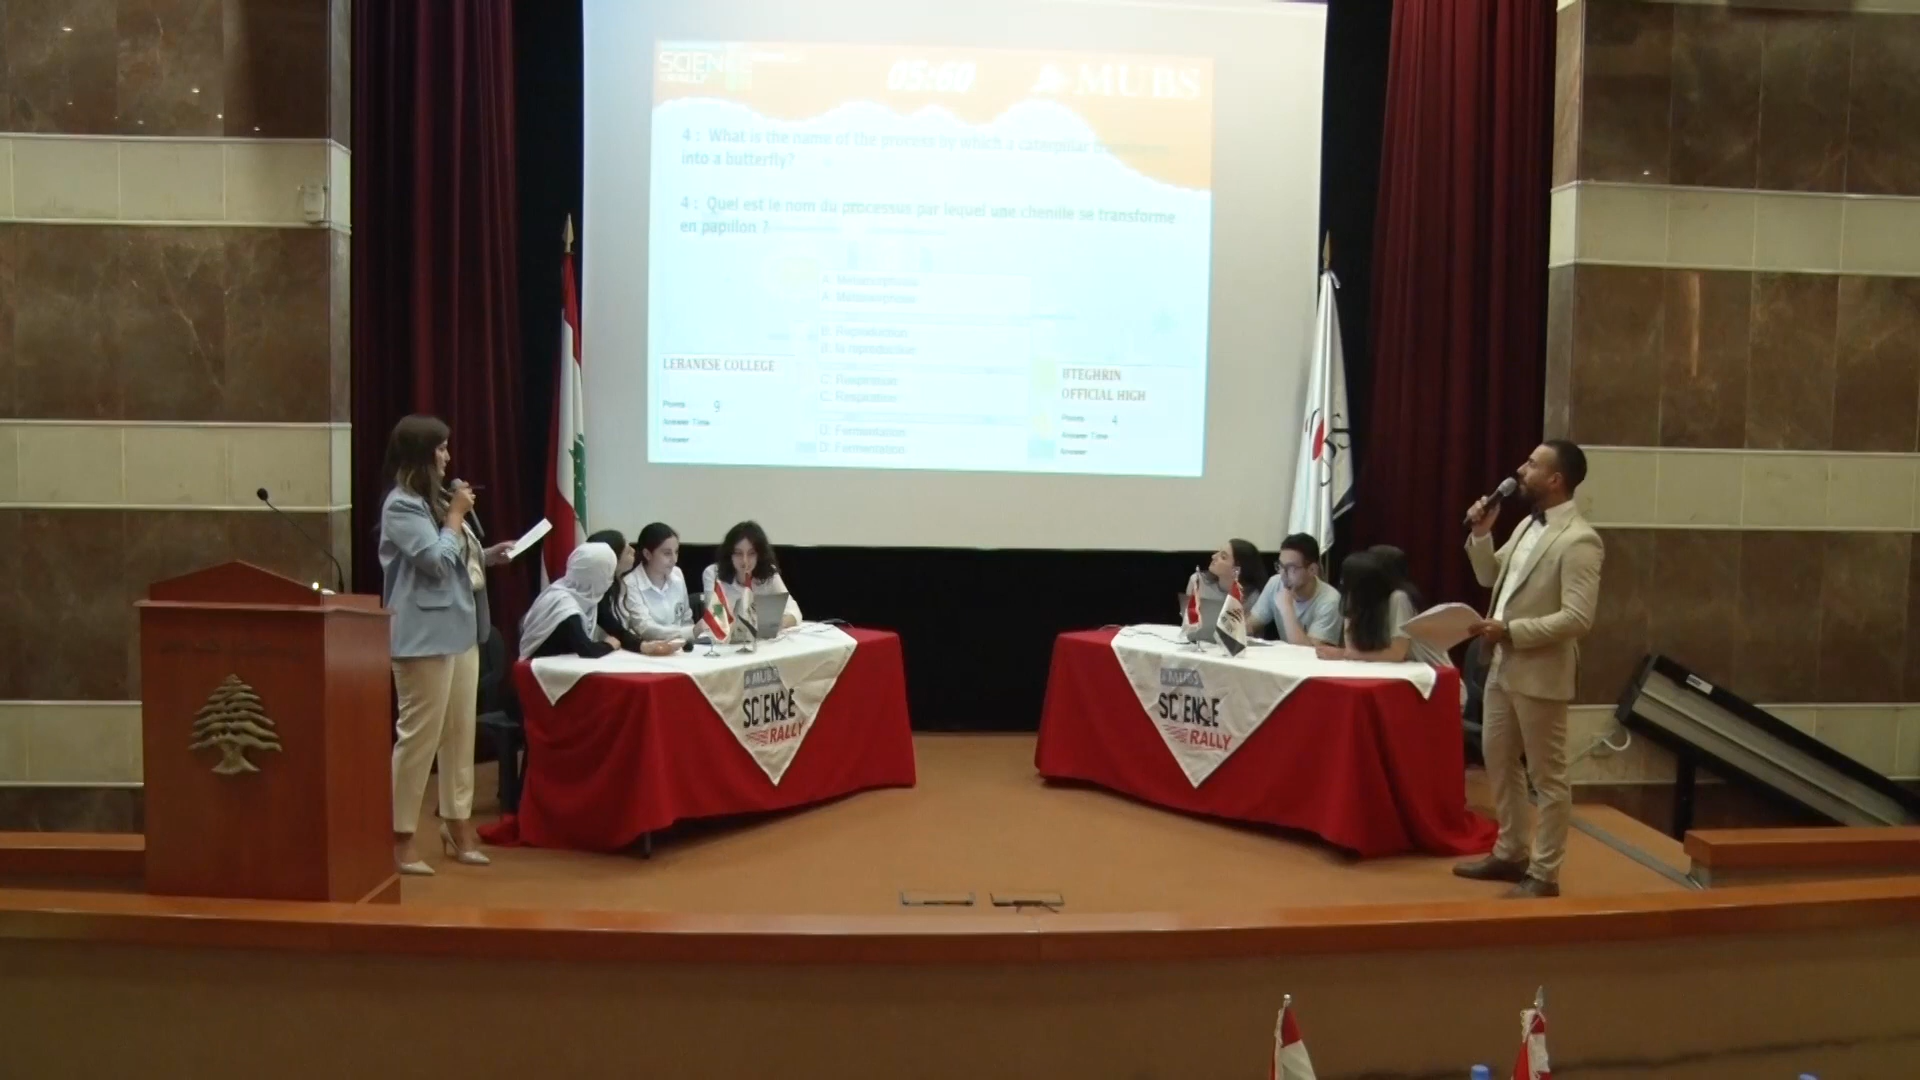 SCIENCE
RALLY
05:60
MUBS
4 : What is the name of the process by which a caterpillar
into a butterfly?
4 : Quel est le nom du processus par lequel une chenille se transforme
en papillon ?
A. Metamorphosis
B. Reproduction
B. la reproduction
C. Respiration
C. Respiration
D. Fermentation
D. Fermentation
LEBANESE COLLEGE
Points 9
Answer Time
Answer
BTEGHRIN
OFFICIAL HIGH
Points 4
Answer Time
Answer
MUBS
SCIENCE
RALLY
MUBS
SCIENCE
RALLY